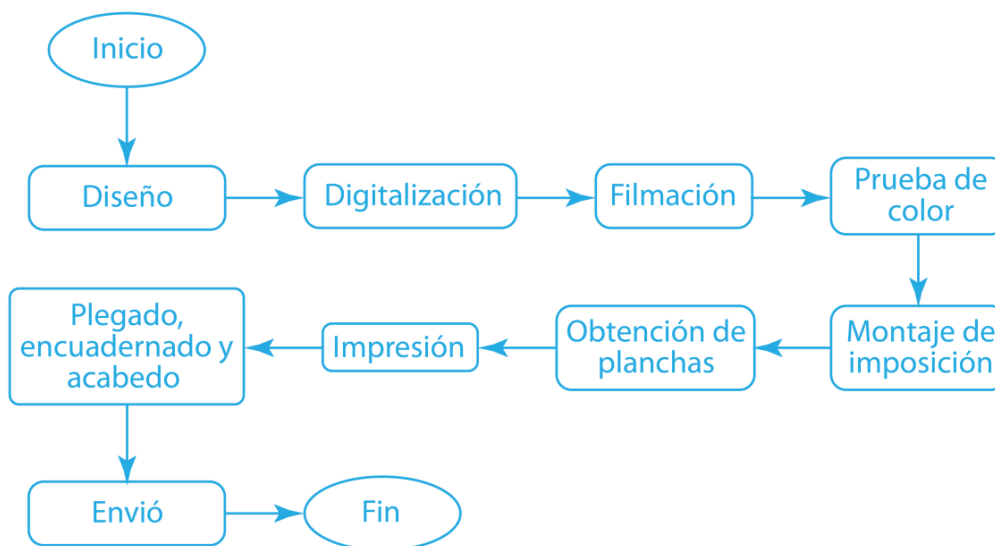 Inicio
Diseño
Digitalización
Filmación
Prueba de
color
Montaje de
imposición
Obtención de
planchas
Impresión
Plegado,
encuadernado y
acabedo
Envió
Fin